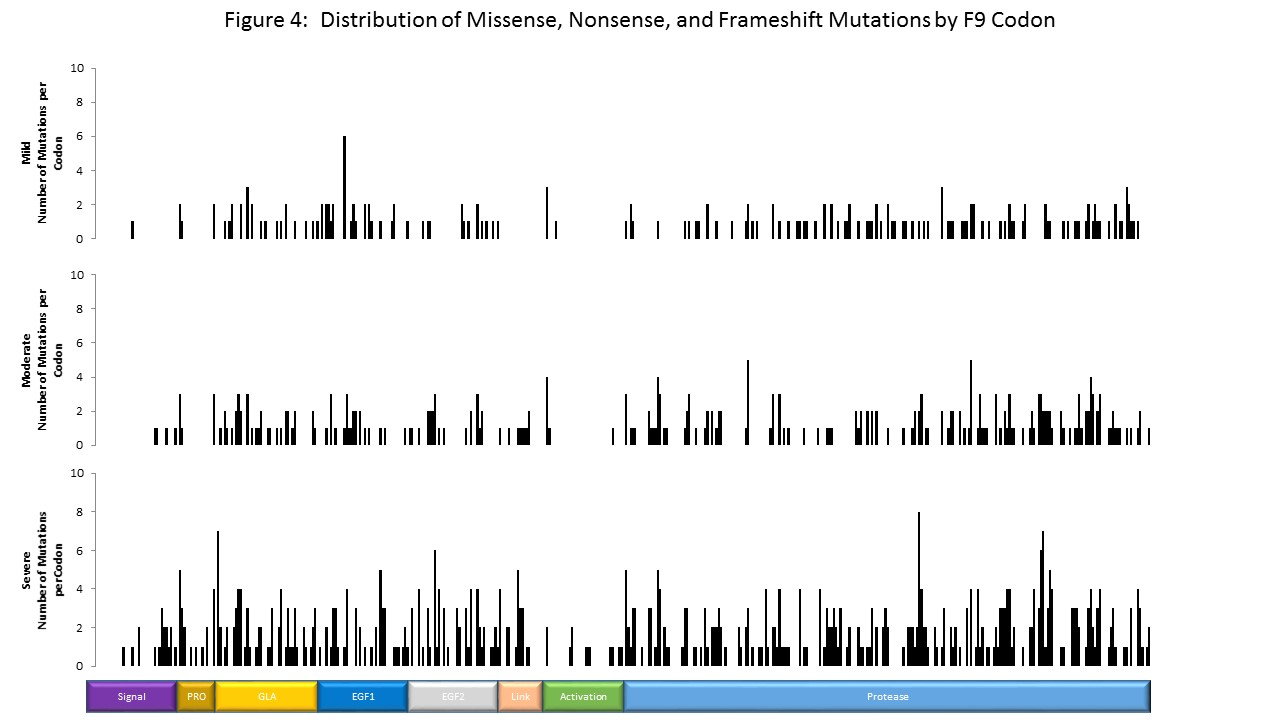 Figure 4: Distribution of Missense, Nonsense, and Frameshift Mutations by F9 Codon
Mild
Number of Mutations per
Codon
10
8
6
4
2
0
Moderate
Number of Mutations per
Codon
10
8
6
4
2
0
Severe
Number of Mutations
perCodon
10
8
6
4
2
0
Signal PRO GLA EGF1 EGF2 Link Activation Protease